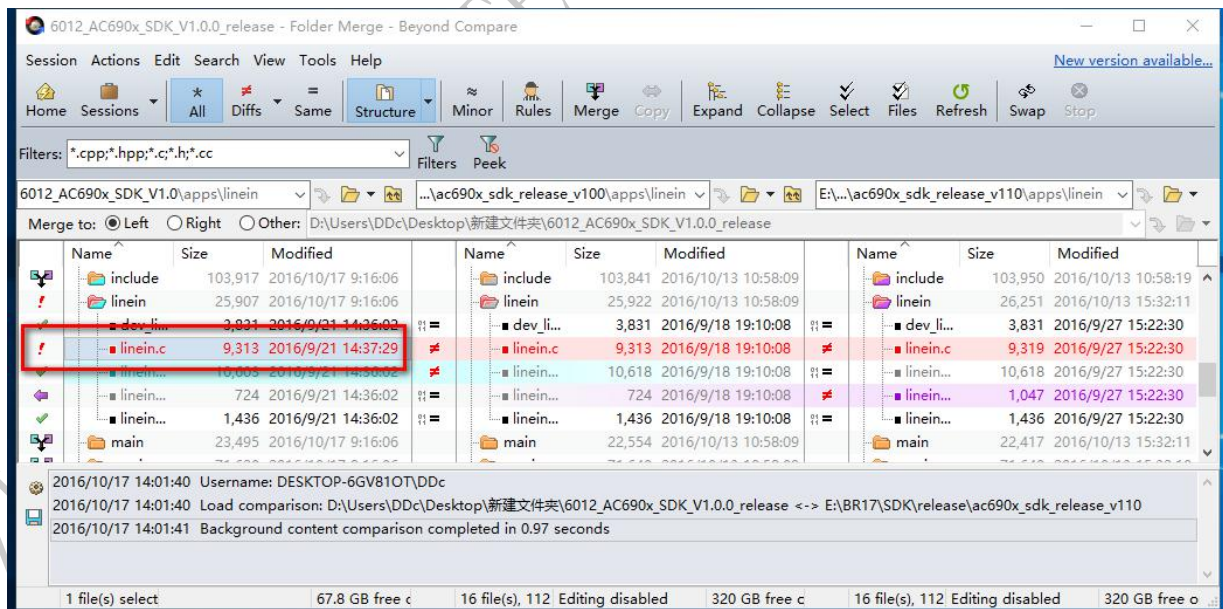 6012_AC690x_SDK_V1.0.0_release - Folder Merge - Beyond Compare
Session Actions Edit Search View Tools Help New version available...
Home Sessions All Diffs Same Structure Minor Rules Merge Copy Expand Collapse Select Files Refresh Swap Stop
Filters: *.cpp;*.hpp;*.c;*.h;*.cc Filters Peek
6012_AC690x_SDK_V1.0\apps\linein ...\ac690x_sdk_release_v100\apps\linein E:\...\ac690x_sdk_release_v110\apps\linein
Merge to: Left Right Other: D:\Users\DDc\Desktop\新建文件夹\6012_AC690x_SDK_V1.0.0_release
Name Size Modified Name Size Modified Name Size Modified
include 103,917 2016/10/17 9:16:06 include 103,841 2016/10/13 10:58:09 include 103,950 2016/10/13 10:58:19
linein 25,907 2016/10/17 9:16:06 linein 25,922 2016/10/13 10:58:09 linein 26,251 2016/10/13 15:32:11
dev_li... 3,831 2016/9/21 14:36:02 = dev_li... 3,831 2016/9/18 19:10:08 = dev_li... 3,831 2016/9/27 15:22:30
linein.c 9,313 2016/9/21 14:37:29 ≠ linein.c 9,313 2016/9/18 19:10:08 ≠ linein.c 9,319 2016/9/27 15:22:30
linein... 10,603 2016/9/21 14:36:02 ≠ linein... 10,618 2016/9/18 19:10:08 = linein... 10,618 2016/9/27 15:22:30
linein... 724 2016/9/21 14:36:02 = linein... 724 2016/9/18 19:10:08 ≠ linein... 1,047 2016/9/27 15:22:30
linein... 1,436 2016/9/21 14:36:02 = linein... 1,436 2016/9/18 19:10:08 = linein... 1,436 2016/9/27 15:22:30
main 23,495 2016/10/17 9:16:06 main 22,554 2016/10/13 10:58:09 main 22,417 2016/10/13 15:32:11
2016/10/17 14:01:40 Username: DESKTOP-6GV81OT\DDc
2016/10/17 14:01:40 Load comparison: D:\Users\DDc\Desktop\新建文件夹\6012_AC690x_SDK_V1.0.0_release <-> E:\BR17\SDK\release\ac690x_sdk_release_v110
2016/10/17 14:01:41 Background content comparison completed in 0.97 seconds
1 file(s) select 67.8 GB free 16 file(s), 112 Editing disabled 320 GB free 16 file(s), 112 Editing disabled 320 GB free o